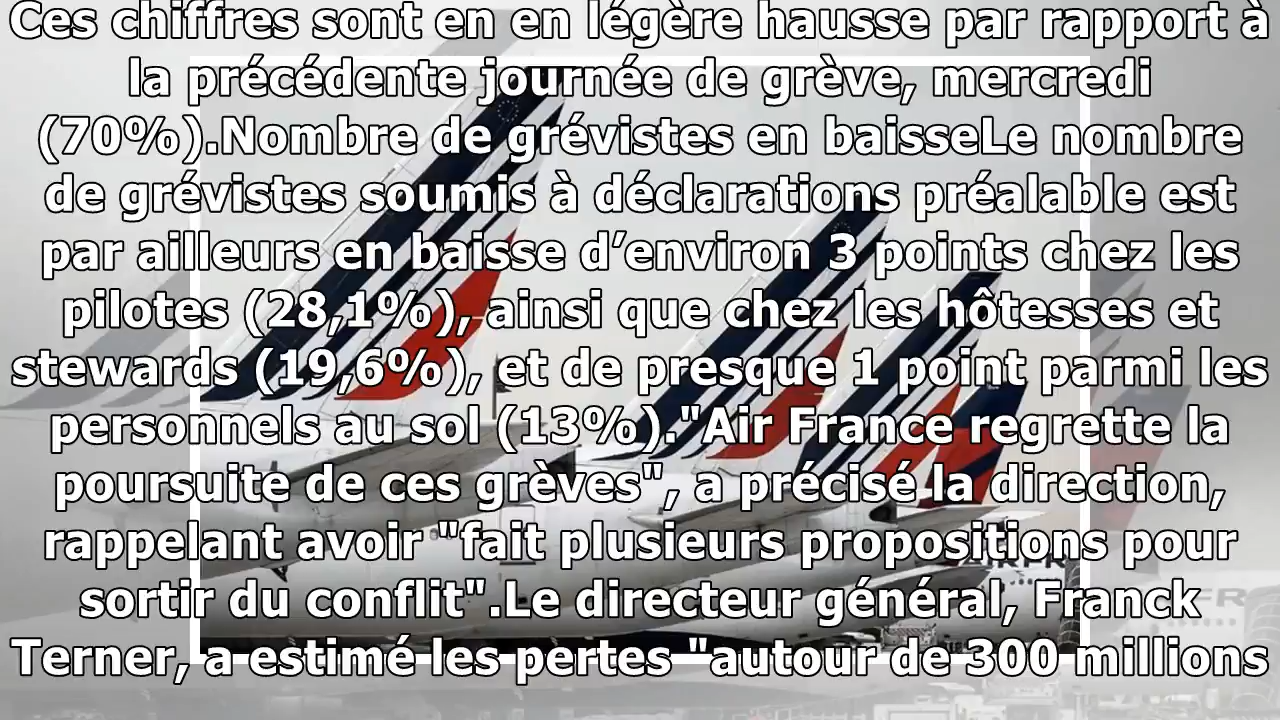 Ces chiffres sont en en légère hausse par rapport à
la précédente journée de grève, mercredi
(70%).Nombre de grévistes en baisseLe nombre
de grévistes soumis à déclarations préalable est
par ailleurs en baisse d’environ 3 points chez les
pilotes (28,1%), ainsi que chez les hôtesses et
stewards (19,6%), et de presque 1 point parmi les
personnels au sol (13%)."Air France regrette la
poursuite de ces grèves", a précisé la direction,
rappelant avoir "fait plusieurs propositions pour
sortir du conflit".Le directeur général, Franck
Terner, a estimé les pertes "autour de 300 millions